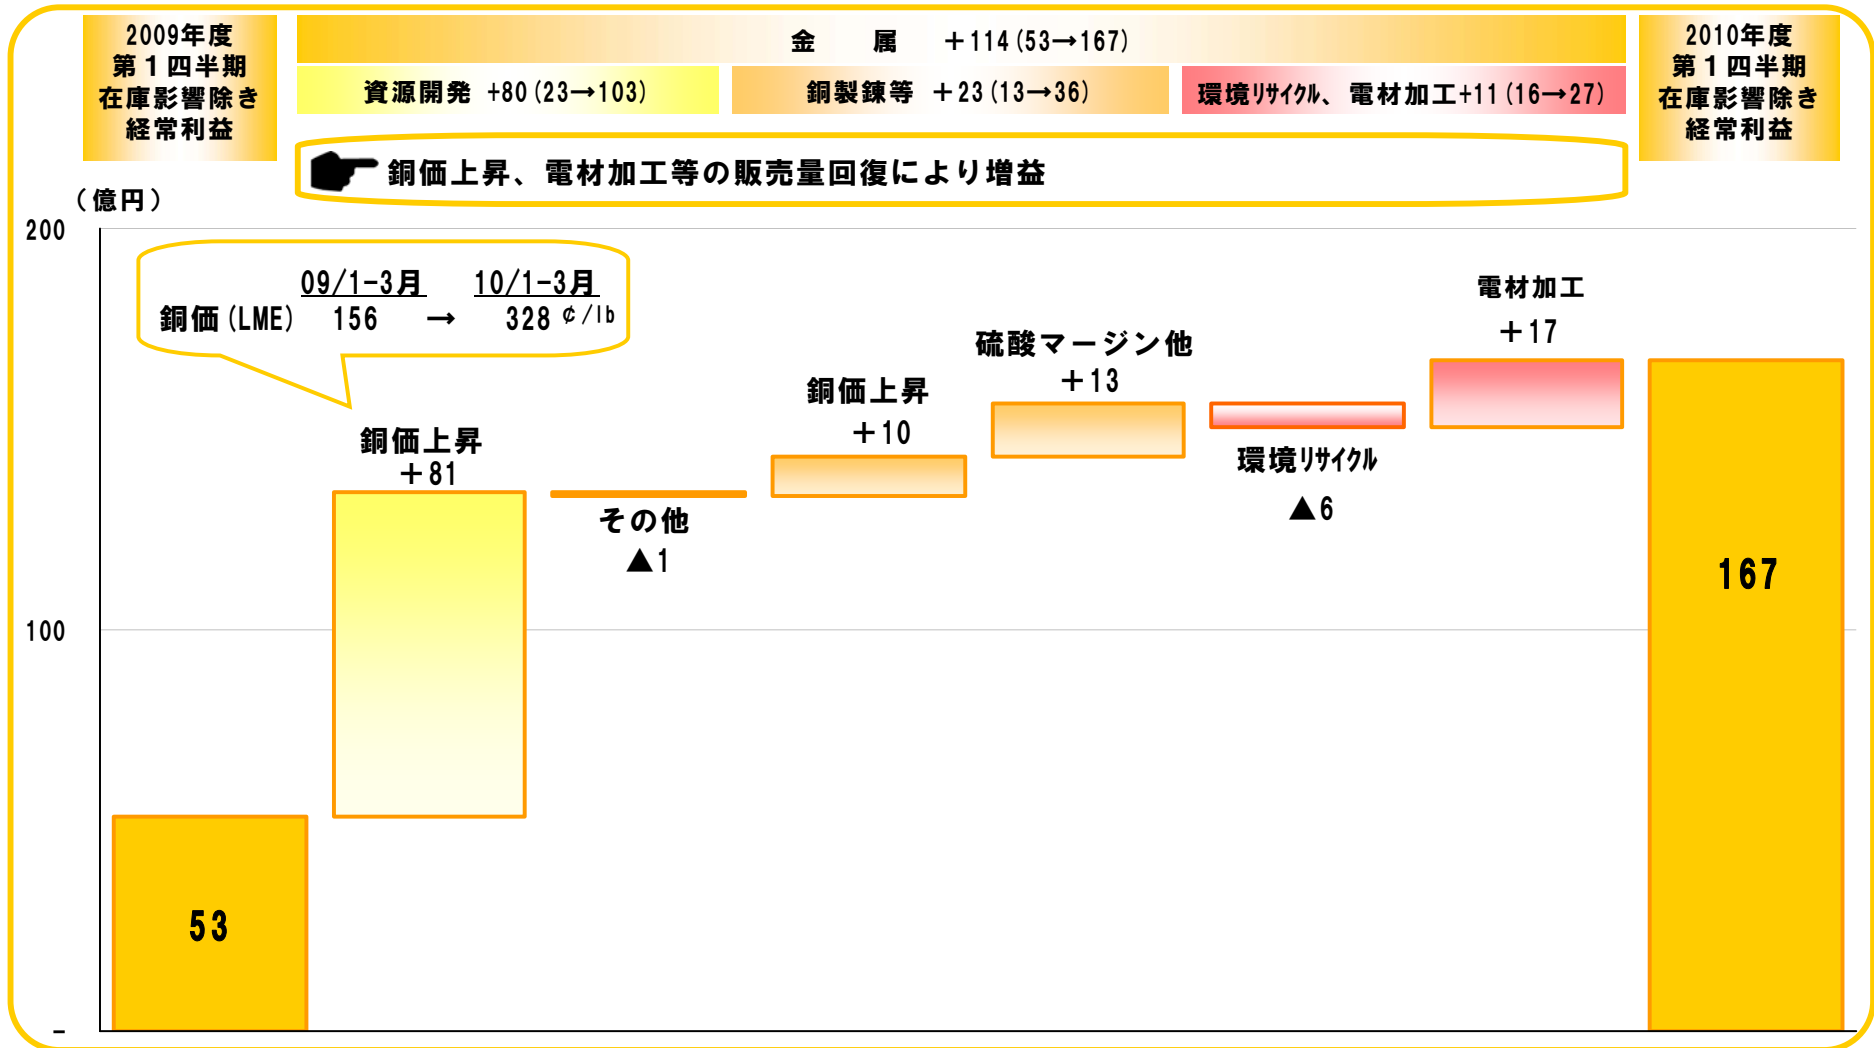 2009年度
第１四半期
在庫影響除き
経常利益
金　　属　＋114(53→167)
資源開発 +80(23→103)
銅製錬等 ＋23(13→36)
環境ﾘｻｲｸﾙ、電材加工+11(16→27)
2010年度
第１四半期
在庫影響除き
経常利益
銅価上昇、電材加工等の販売量回復により増益
（億円）
200
100
－
09/1-3月　10/1-3月
銅価(LME)　156　→　328 ¢/lb
銅価上昇
＋81
その他
▲1
銅価上昇
＋10
硫酸マージン他
＋13
環境ﾘｻｲｸﾙ
▲6
電材加工
＋17
53
167